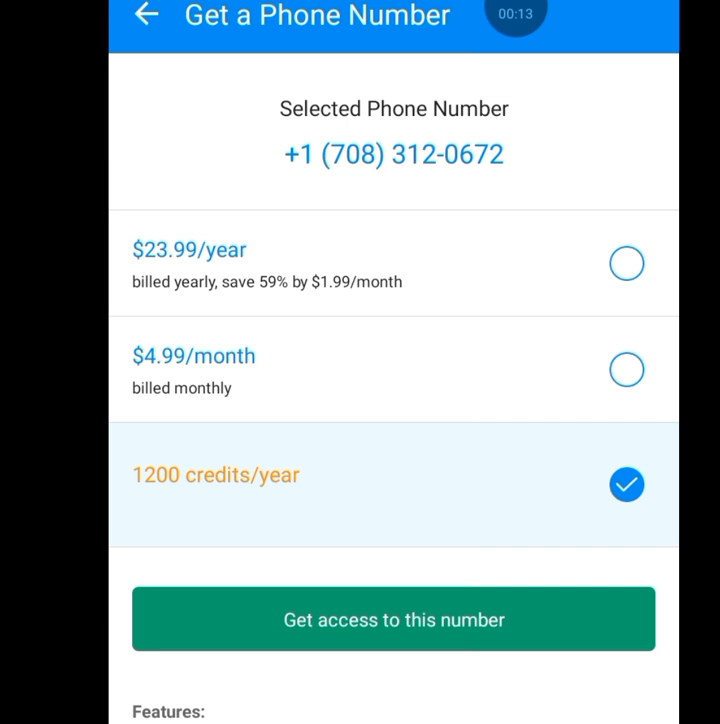 Get a Phone Number
00:13
Selected Phone Number
+1 (708) 312-0672
$23.99/year
billed yearly, save 59% by $1.99/month
$4.99/month
billed monthly
1200 credits/year
Get access to this number
Features: